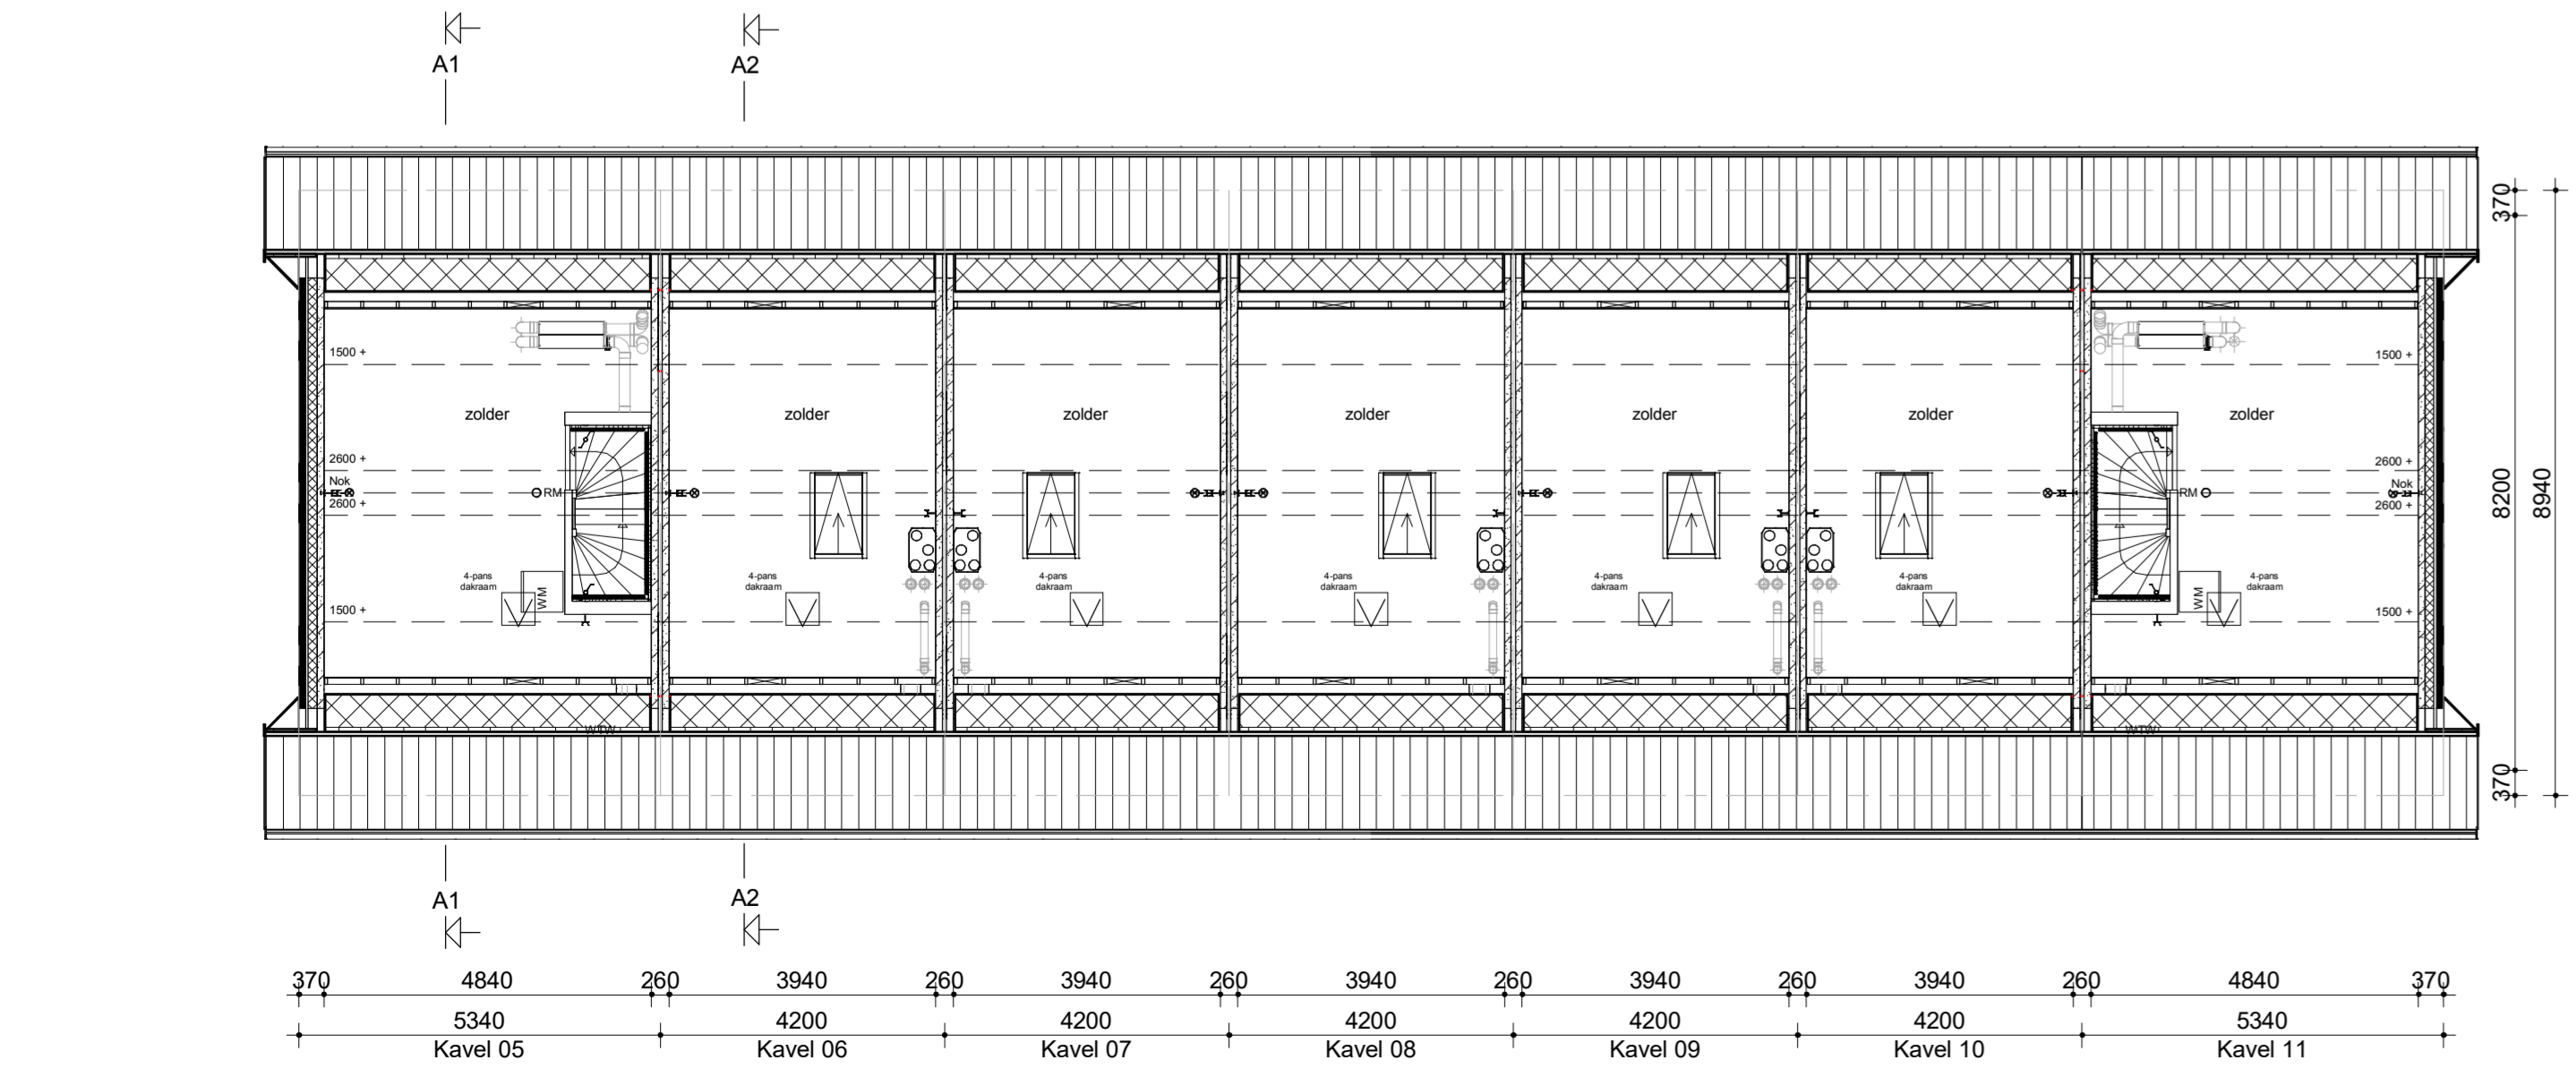 A1
A2
370
8200
8940
370
1500 +
1500 +
zolder
zolder
zolder
zolder
zolder
zolder
zolder
2600 +
2600 +
Nok
Nok
RM
RM
2600 +
2600 +
4-pans
dakraam
4-pans
dakraam
4-pans
dakraam
4-pans
dakraam
4-pans
dakraam
4-pans
dakraam
4-pans
dakraam
WM
WM
1500 +
1500 +
WTW
WTW
A1
A2
370 4840 260 3940 260 3940 260 3940 260 3940 260 3940 260 4840 370
5340 4200 4200 4200 4200 4200 5340
Kavel 05 Kavel 06 Kavel 07 Kavel 08 Kavel 09 Kavel 10 Kavel 11